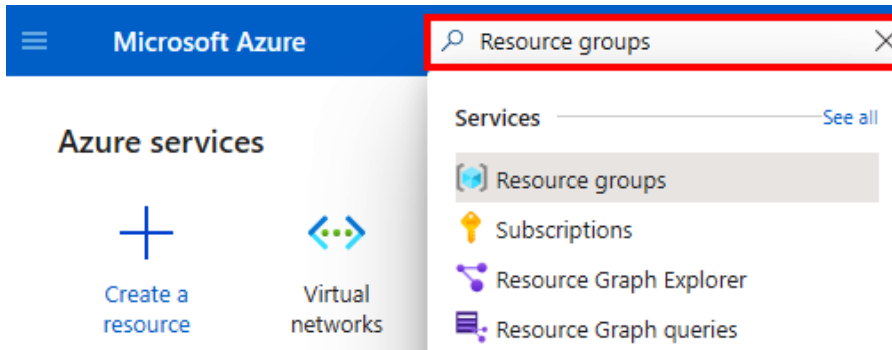 Microsoft Azure
Resource groups
Azure services
Create a
resource
Virtual
networks
Services
See all
Resource groups
Subscriptions
Resource Graph Explorer
Resource Graph queries